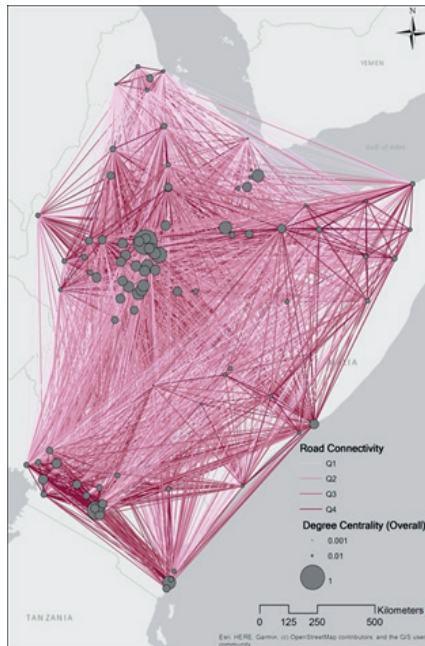 N
YEMEN
Gulf of Aden
Road Connectivity
Q1
Q2
Q3
Q4
Degree Centrality (Overall)
0.001
0.01
1
Kilometers
0 125 250 500
TANZANIA
Esri, HERE, Garmin, (c) OpenStreetMap contributors, and the GIS user
community